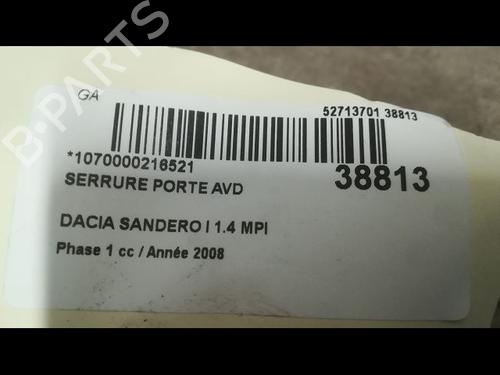 B-PARTS
GA
52713701 38813
*1070000216521
38813
SERRURE PORTE AVD
DACIA SANDERO I 1.4 MPI
Phase 1 cc / Année 2008